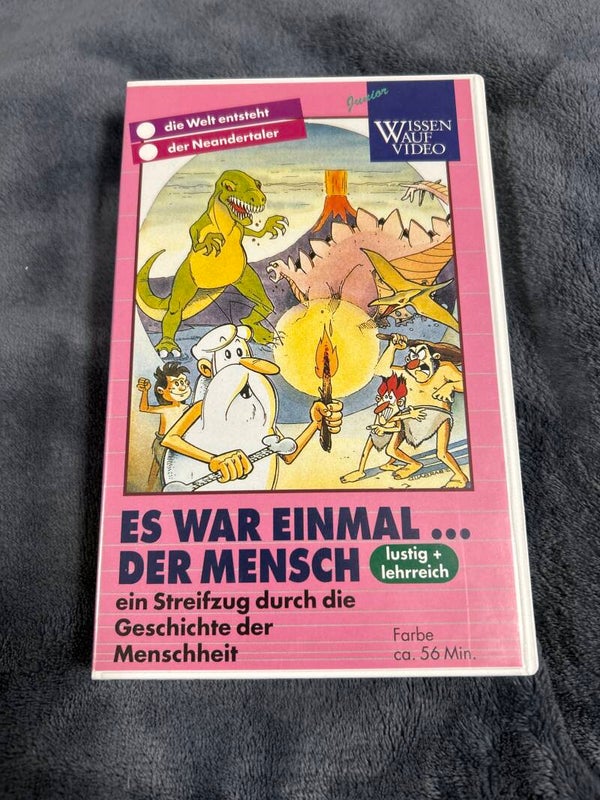 die Welt entsteht
der Neandertaler
Junior
WISSEN
AUF
VIDEO
ES WAR EINMAL ...
DER MENSCH
lustig +
lehrreich
ein Streifzug durch die
Geschichte der
Menschheit
Farbe
ca. 56 Min.